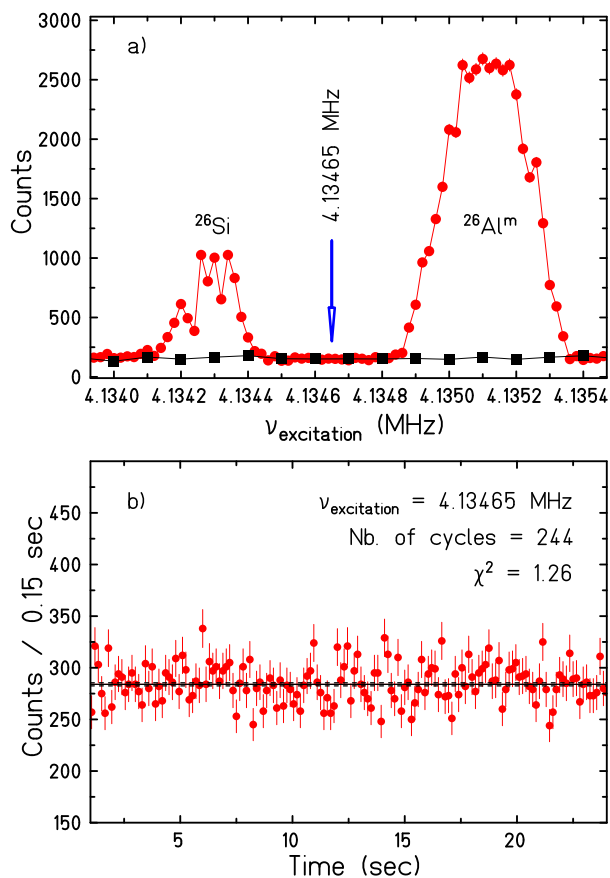 a)
3000
2500
2000
1500
1000
500
0
Counts
²⁶Si
4.13465 MHz
²⁶Alᵐ
4.1340 4.1342 4.1344 4.1346 4.1348 4.1350 4.1352 4.1354
ν_excitation (MHz)
b)
ν_excitation = 4.13465 MHz
Nb. of cycles = 244
χ² = 1.26
450
400
350
300
250
200
150
Counts / 0.15 sec
5 10 15 20
Time (sec)